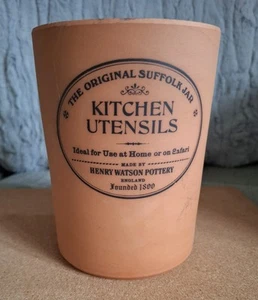 THE ORIGINAL SUFFOLK JAR
KITCHEN
UTENSILS
Ideal for Use at Home or on Safari
MADE BY
HENRY WATSON POTTERY
ENGLAND
Founded 1800